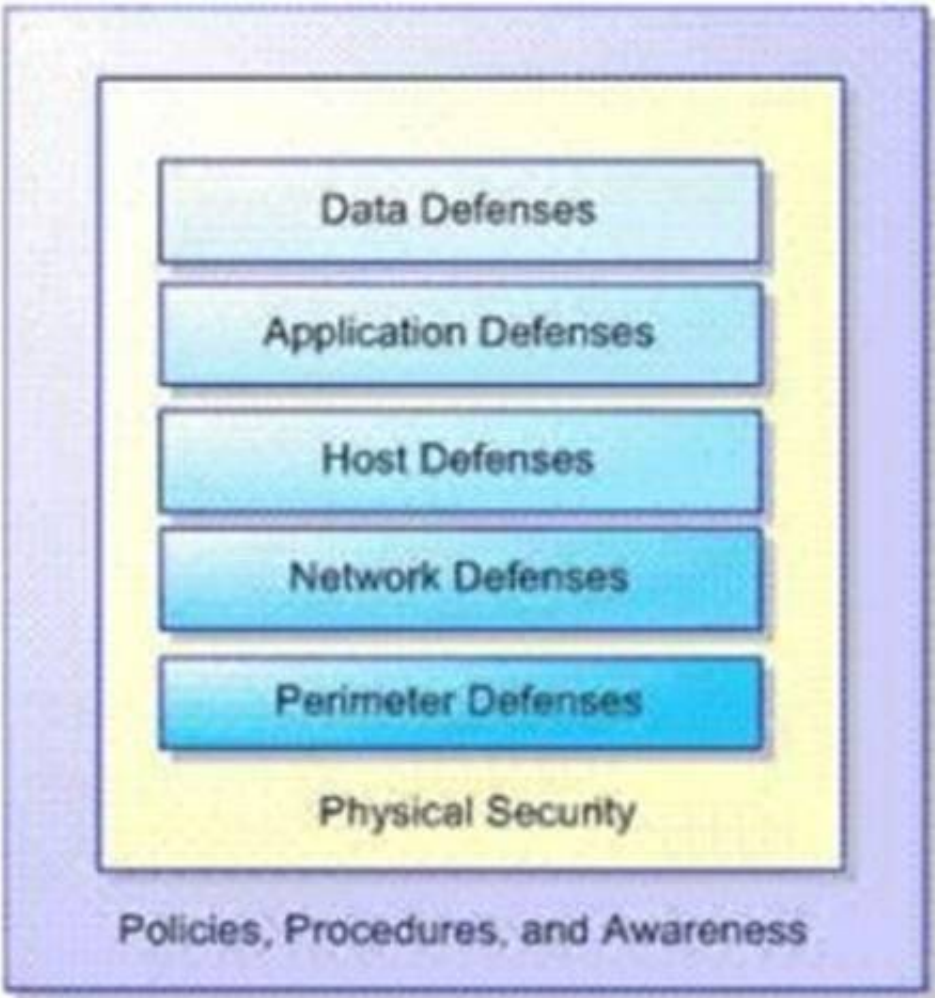 Data Defenses
Application Defenses
Host Defenses
Network Defenses
Perimeter Defenses
Physical Security
Policies, Procedures, and Awareness